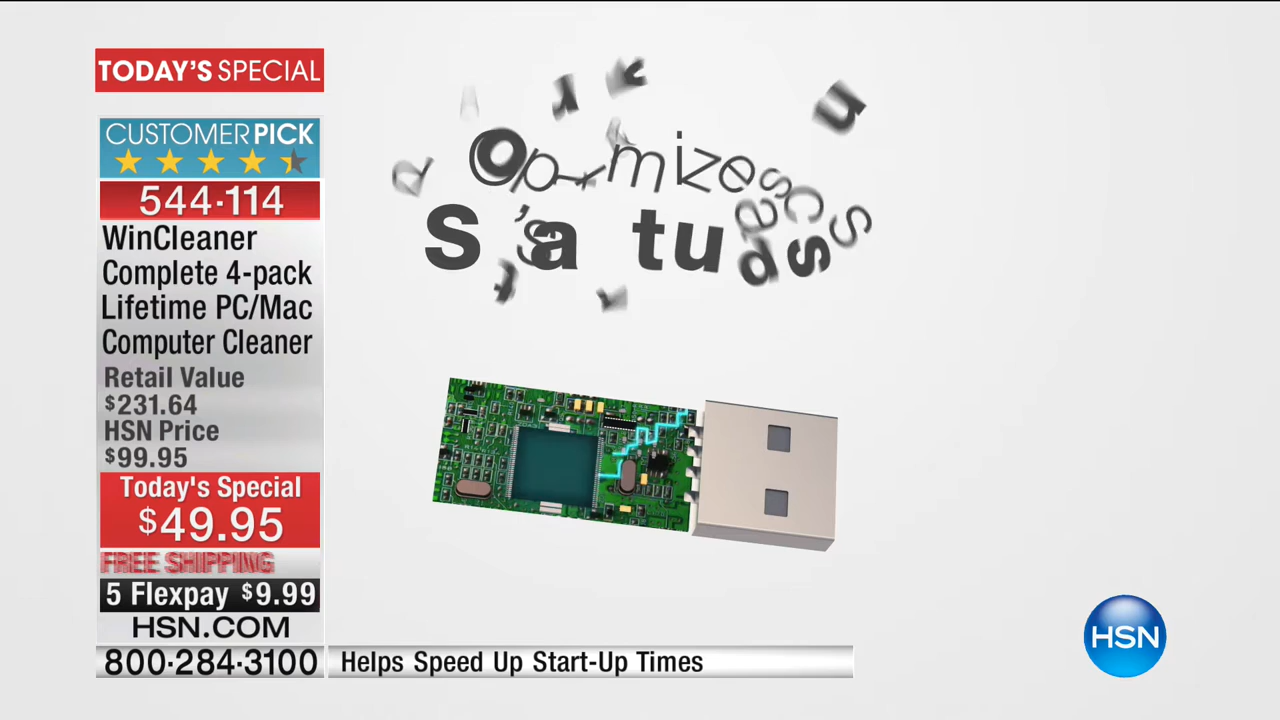 TODAY'S SPECIAL
CUSTOMER PICK
544-114
WinCleaner
Complete 4-pack
Lifetime PC/Mac
Computer Cleaner
Retail Value
$231.64
HSN Price
$99.95
Today's Special
$49.95
FREE SHIPPING
5 Flexpay $9.99
HSN.COM
800-284-3100
Helps Speed Up Start-Up Times
HSN